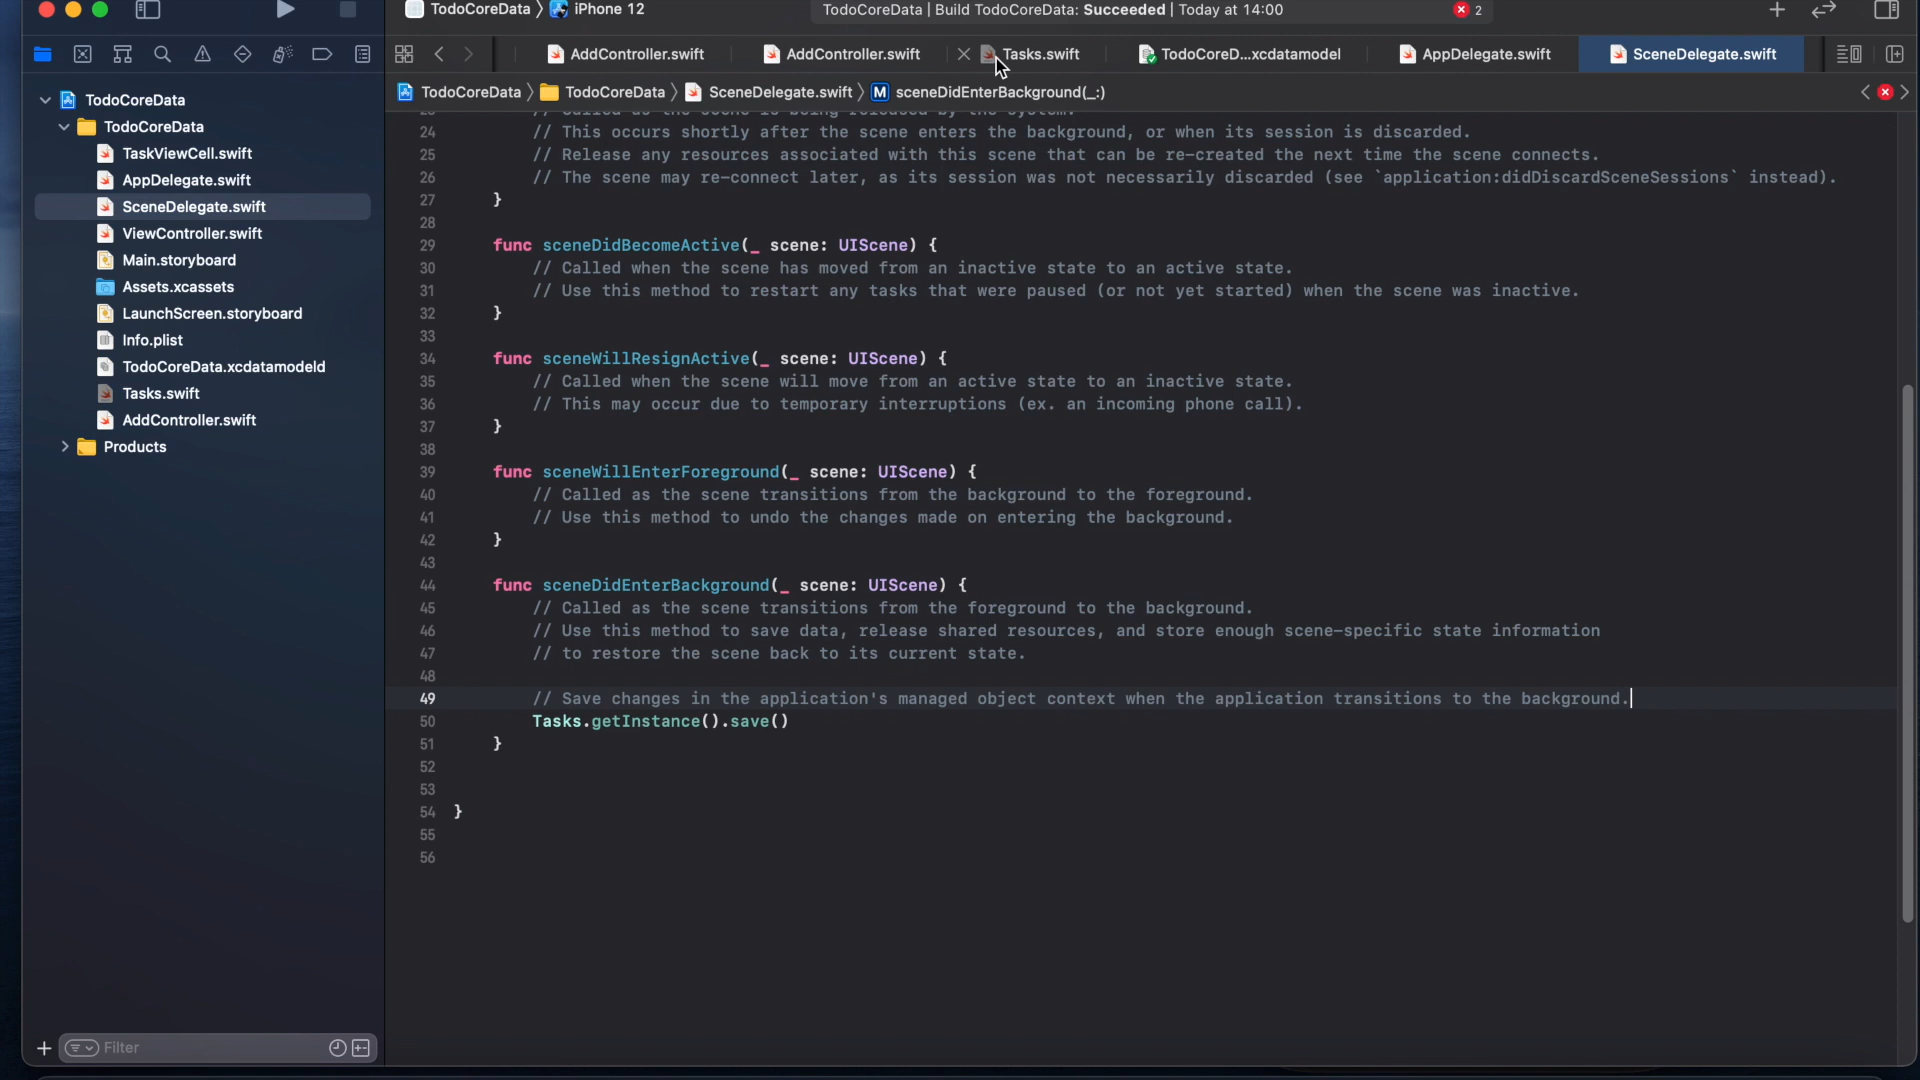 TodoCoreData 〉 iPhone 12
TodoCoreData | Build TodoCoreData: Succeeded | Today at 14:00
2
AddController.swift
AddController.swift
Tasks.swift
TodoCoreD...xcdatamodel
AppDelegate.swift
SceneDelegate.swift
TodoCoreData 〉 TodoCoreData 〉 SceneDelegate.swift 〉 M sceneDidEnterBackground(_:)
TodoCoreData
TodoCoreData
TaskViewCell.swift
AppDelegate.swift
SceneDelegate.swift
ViewController.swift
Main.storyboard
Assets.xcassets
LaunchScreen.storyboard
Info.plist
TodoCoreData.xcdatamodeld
Tasks.swift
AddController.swift
Products
Filter
23 // Called as the scene is being released by the system.
24 // This occurs shortly after the scene enters the background, or when its session is discarded.
25 // Release any resources associated with this scene that can be re-created the next time the scene connects.
26 // The scene may re-connect later, as its session was not necessarily discarded (see `application:didDiscardSceneSessions` instead).
27 }
28
29 func sceneDidBecomeActive(_ scene: UIScene) {
30 // Called when the scene has moved from an inactive state to an active state.
31 // Use this method to restart any tasks that were paused (or not yet started) when the scene was inactive.
32 }
33
34 func sceneWillResignActive(_ scene: UIScene) {
35 // Called when the scene will move from an active state to an inactive state.
36 // This may occur due to temporary interruptions (ex. an incoming phone call).
37 }
38
39 func sceneWillEnterForeground(_ scene: UIScene) {
40 // Called as the scene transitions from the background to the foreground.
41 // Use this method to undo the changes made on entering the background.
42 }
43
44 func sceneDidEnterBackground(_ scene: UIScene) {
45 // Called as the scene transitions from the foreground to the background.
46 // Use this method to save data, release shared resources, and store enough scene-specific state information
47 // to restore the scene back to its current state.
48
49 // Save changes in the application's managed object context when the application transitions to the background.
50 Tasks.getInstance().save()
51 }
52
53
54 }
55
56